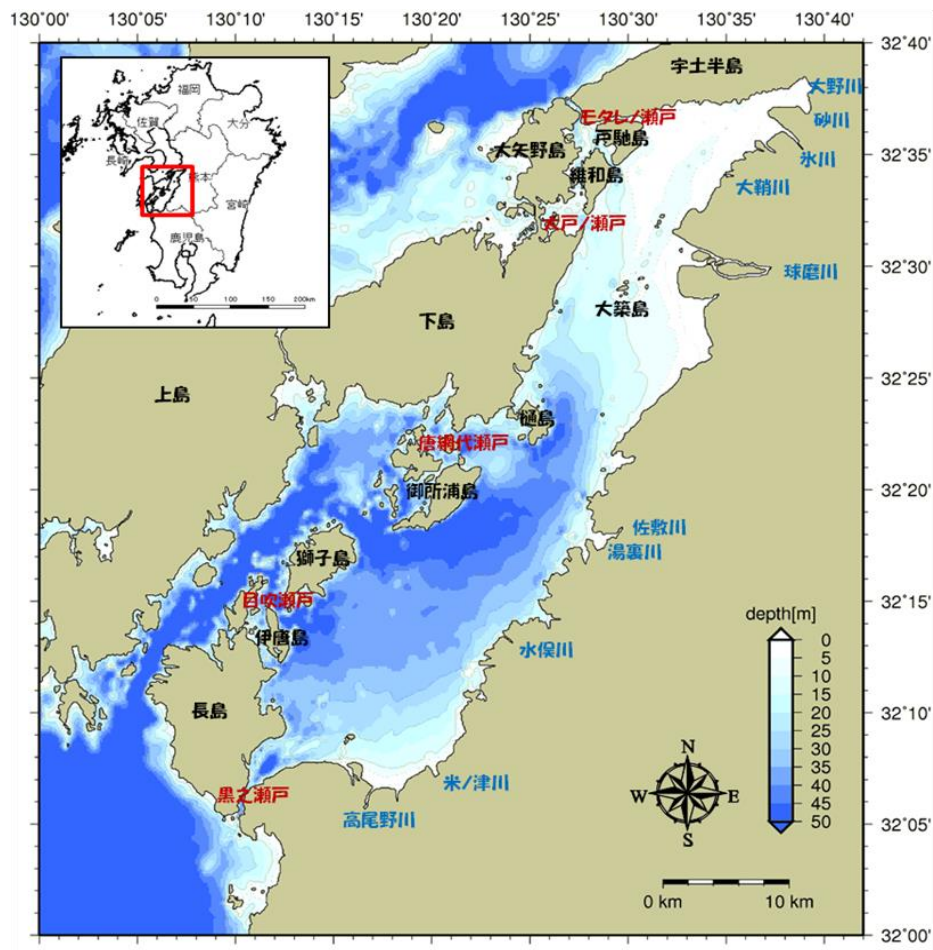 130°00' 130°05' 130°10' 130°15' 130°20' 130°25' 130°30' 130°35' 130°40'
32°40'
宇土半島
福岡
大野川
佐賀
大分
モタレノ瀬戸
砂川
戸馳島
大矢野島
長崎
氷川
32°35'
熊本
維和島
大鞘川
宮崎
大戸ノ瀬戸
鹿児島
32°30'
球磨川
0 50 100 150 200km
大築島
下島
32°25'
上島
樋島
唐網代瀬戸
御所浦島
32°20'
佐敷川
湯裏川
獅子島
目吹瀬戸
32°15'
depth[m]
伊唐島
水俣川
0
5
10
15
20
25
30
35
40
45
50
長島
32°10'
N
W E
S
米ノ津川
黒之瀬戸
高尾野川
32°05'
0 km 10 km
32°00'